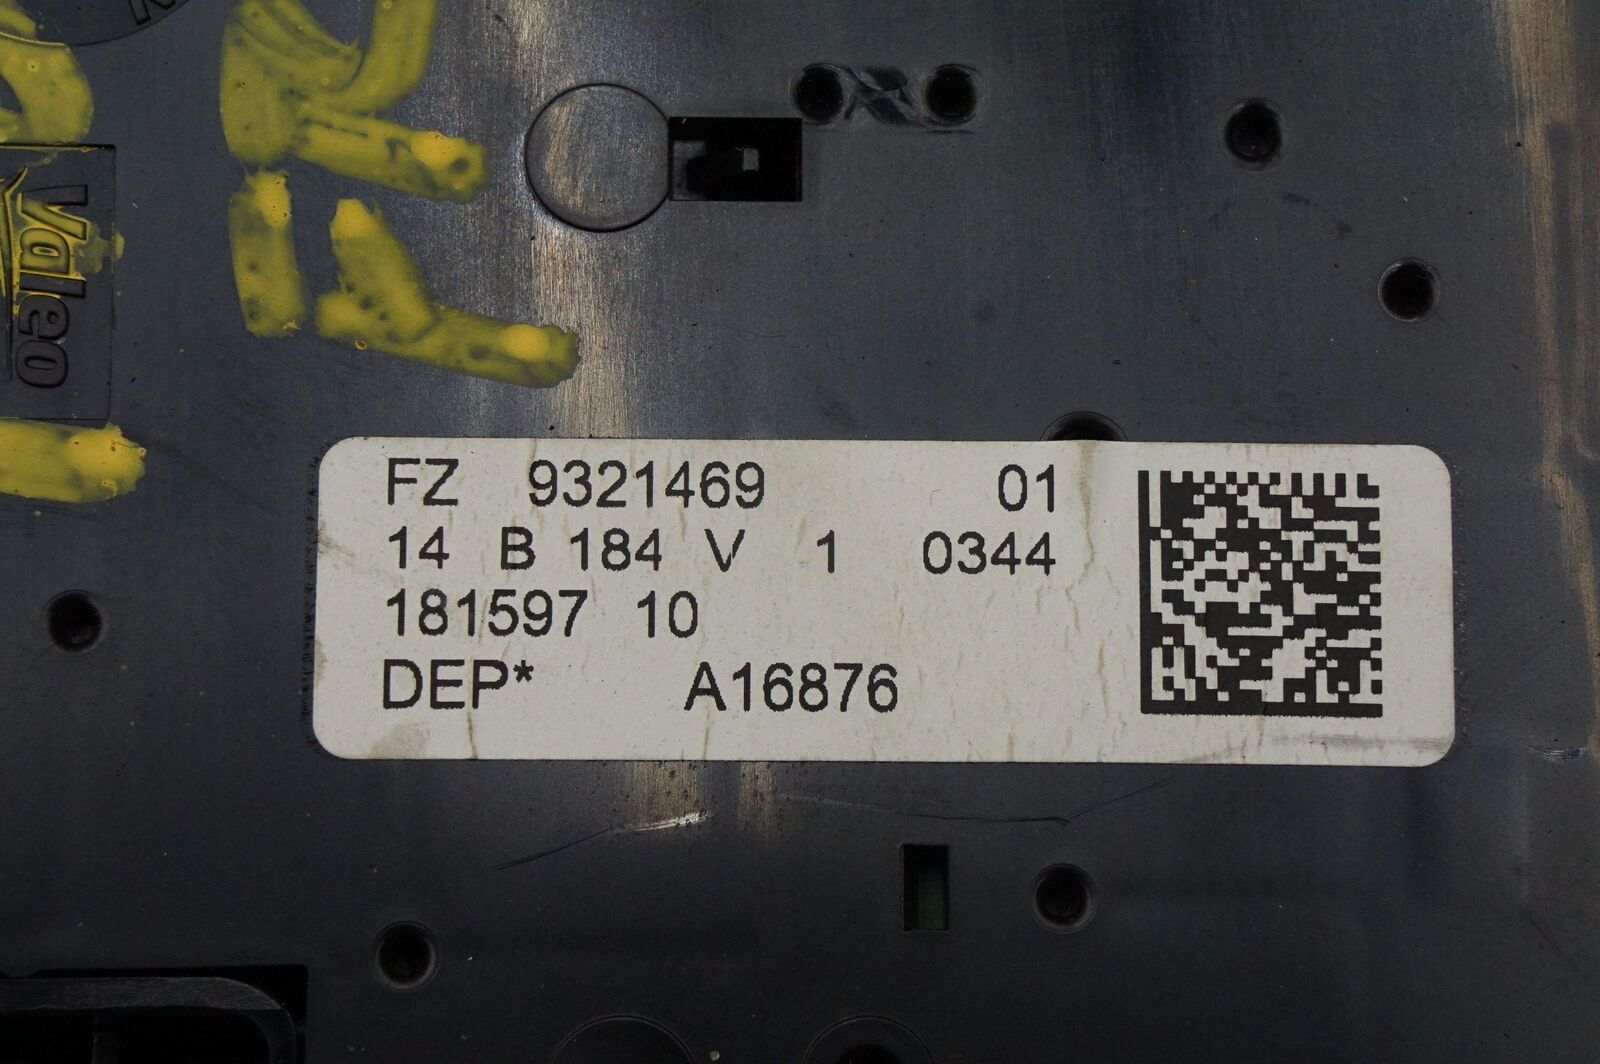 Valeo
FZ 9321469 01
14 B 184 V 1 0344
181597 10
DEP* A16876